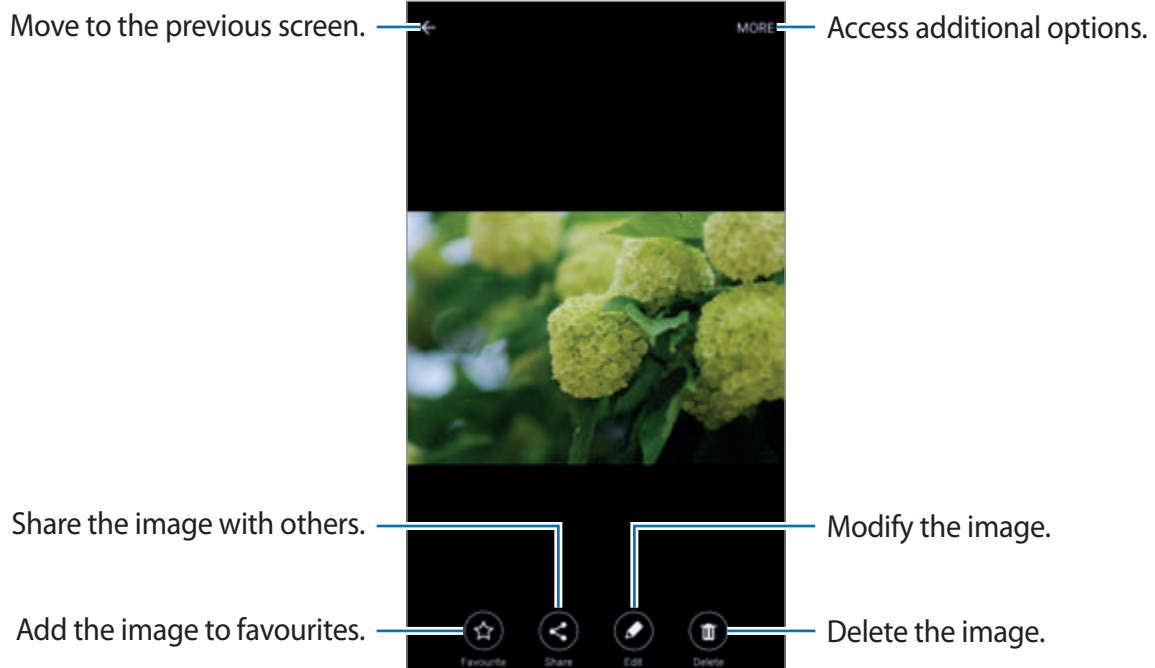 Move to the previous screen.
MORE
Access additional options.
Share the image with others.
Modify the image.
Add the image to favourites.
Delete the image.
Favourite
Share
Edit
Delete